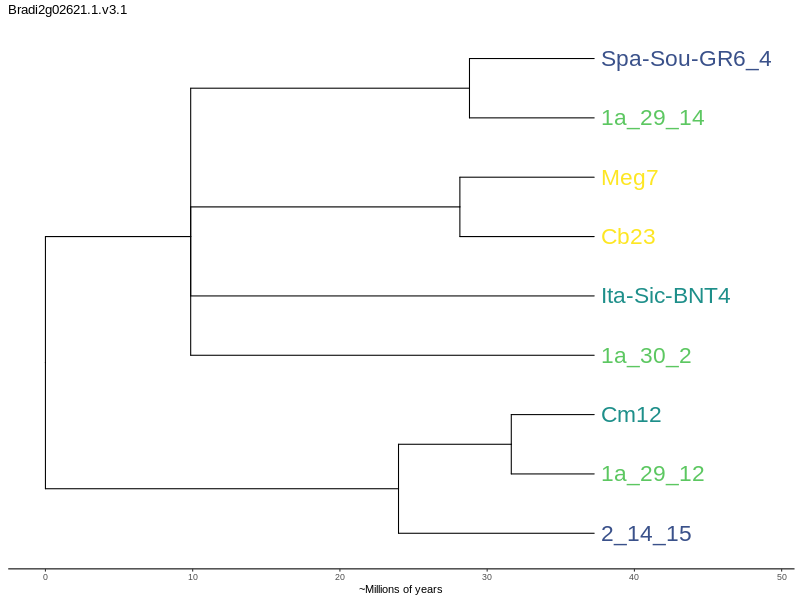 Bradi2g02621.1.v3.1
Spa-Sou-GR6_4
1a_29_14
Meg7
Cb23
Ita-Sic-BNT4
1a_30_2
Cm12
1a_29_12
2_14_15
0 10 20 30 40 50
~Millions of years